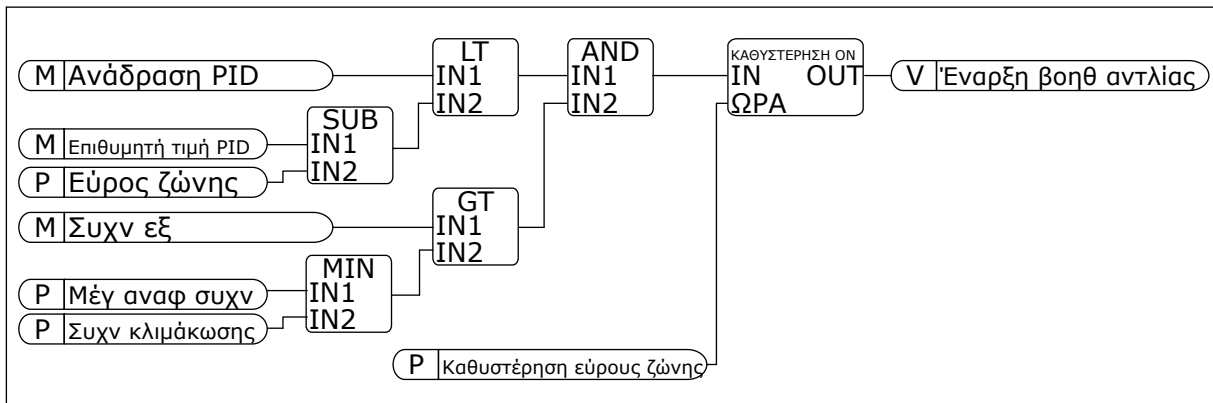 LT
AND
ΚΑΘΥΣΤΕΡΗΣΗ ON
M Ανάδραση PID
IN1
IN1
IN OUT
V Έναρξη βοηθ αντλίας
IN2
IN2
ΩΡΑ
SUB
M Επιθυμητή τιμή PID
IN1
P Εύρος ζώνης
IN2
GT
M Συχν εξ
IN1
IN2
MIN
P Μέγ αναφ συχν
IN1
P Συχν κλιμάκωσης
IN2
P Καθυστέρηση εύρους ζώνης